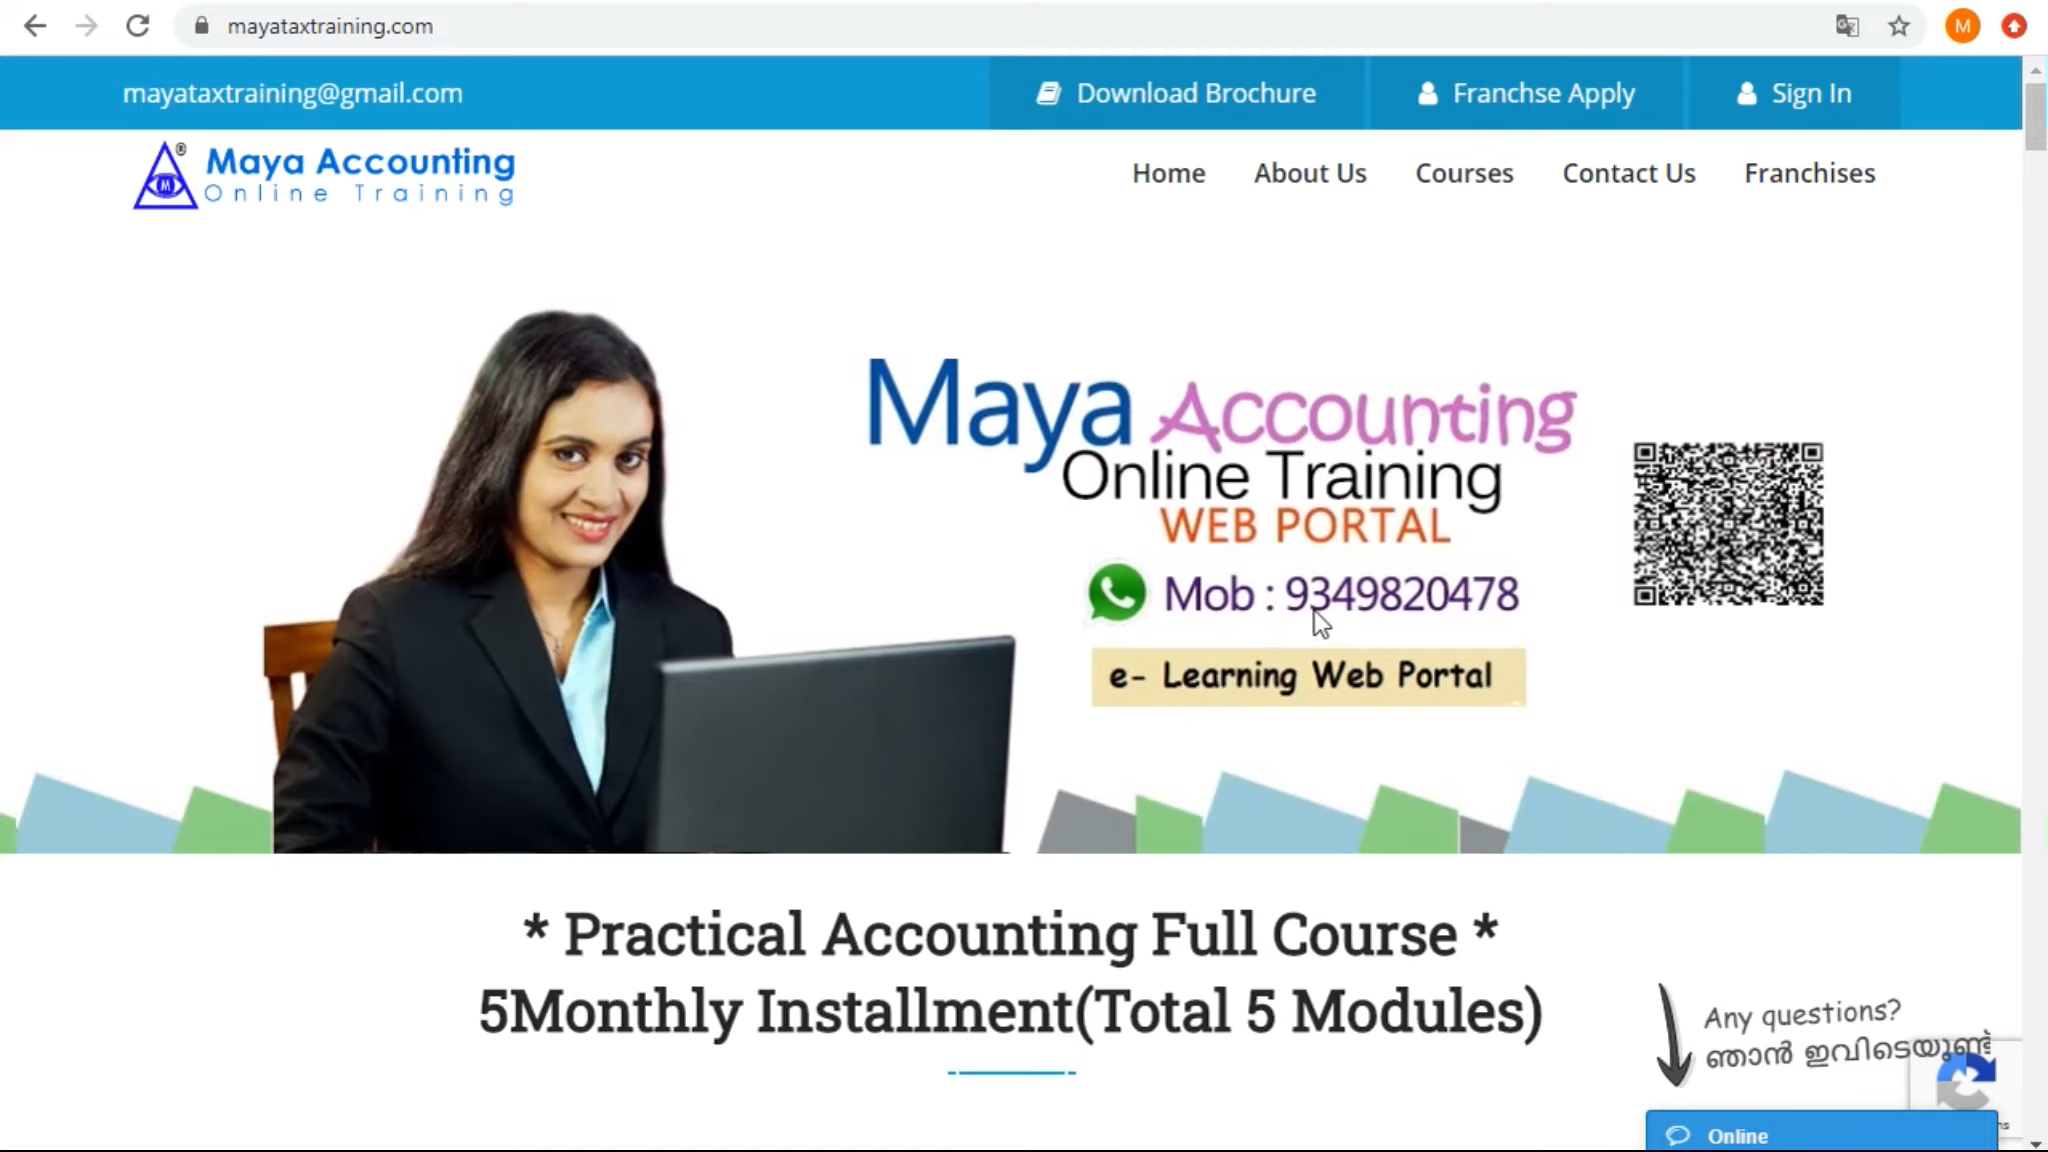 mayataxtraining.com
M
mayataxtraining@gmail.com
Download Brochure
Franchse Apply
Sign In
M
®
Maya Accounting
Online Training
Home
About Us
Courses
Contact Us
Franchises
Maya Accounting
Online Training
WEB PORTAL
Mob : 9349820478
e- Learning Web Portal
* Practical Accounting Full Course *
5Monthly Installment(Total 5 Modules)
Any questions?
ഞാൻ ഇവിടെയുണ്ട്
Online